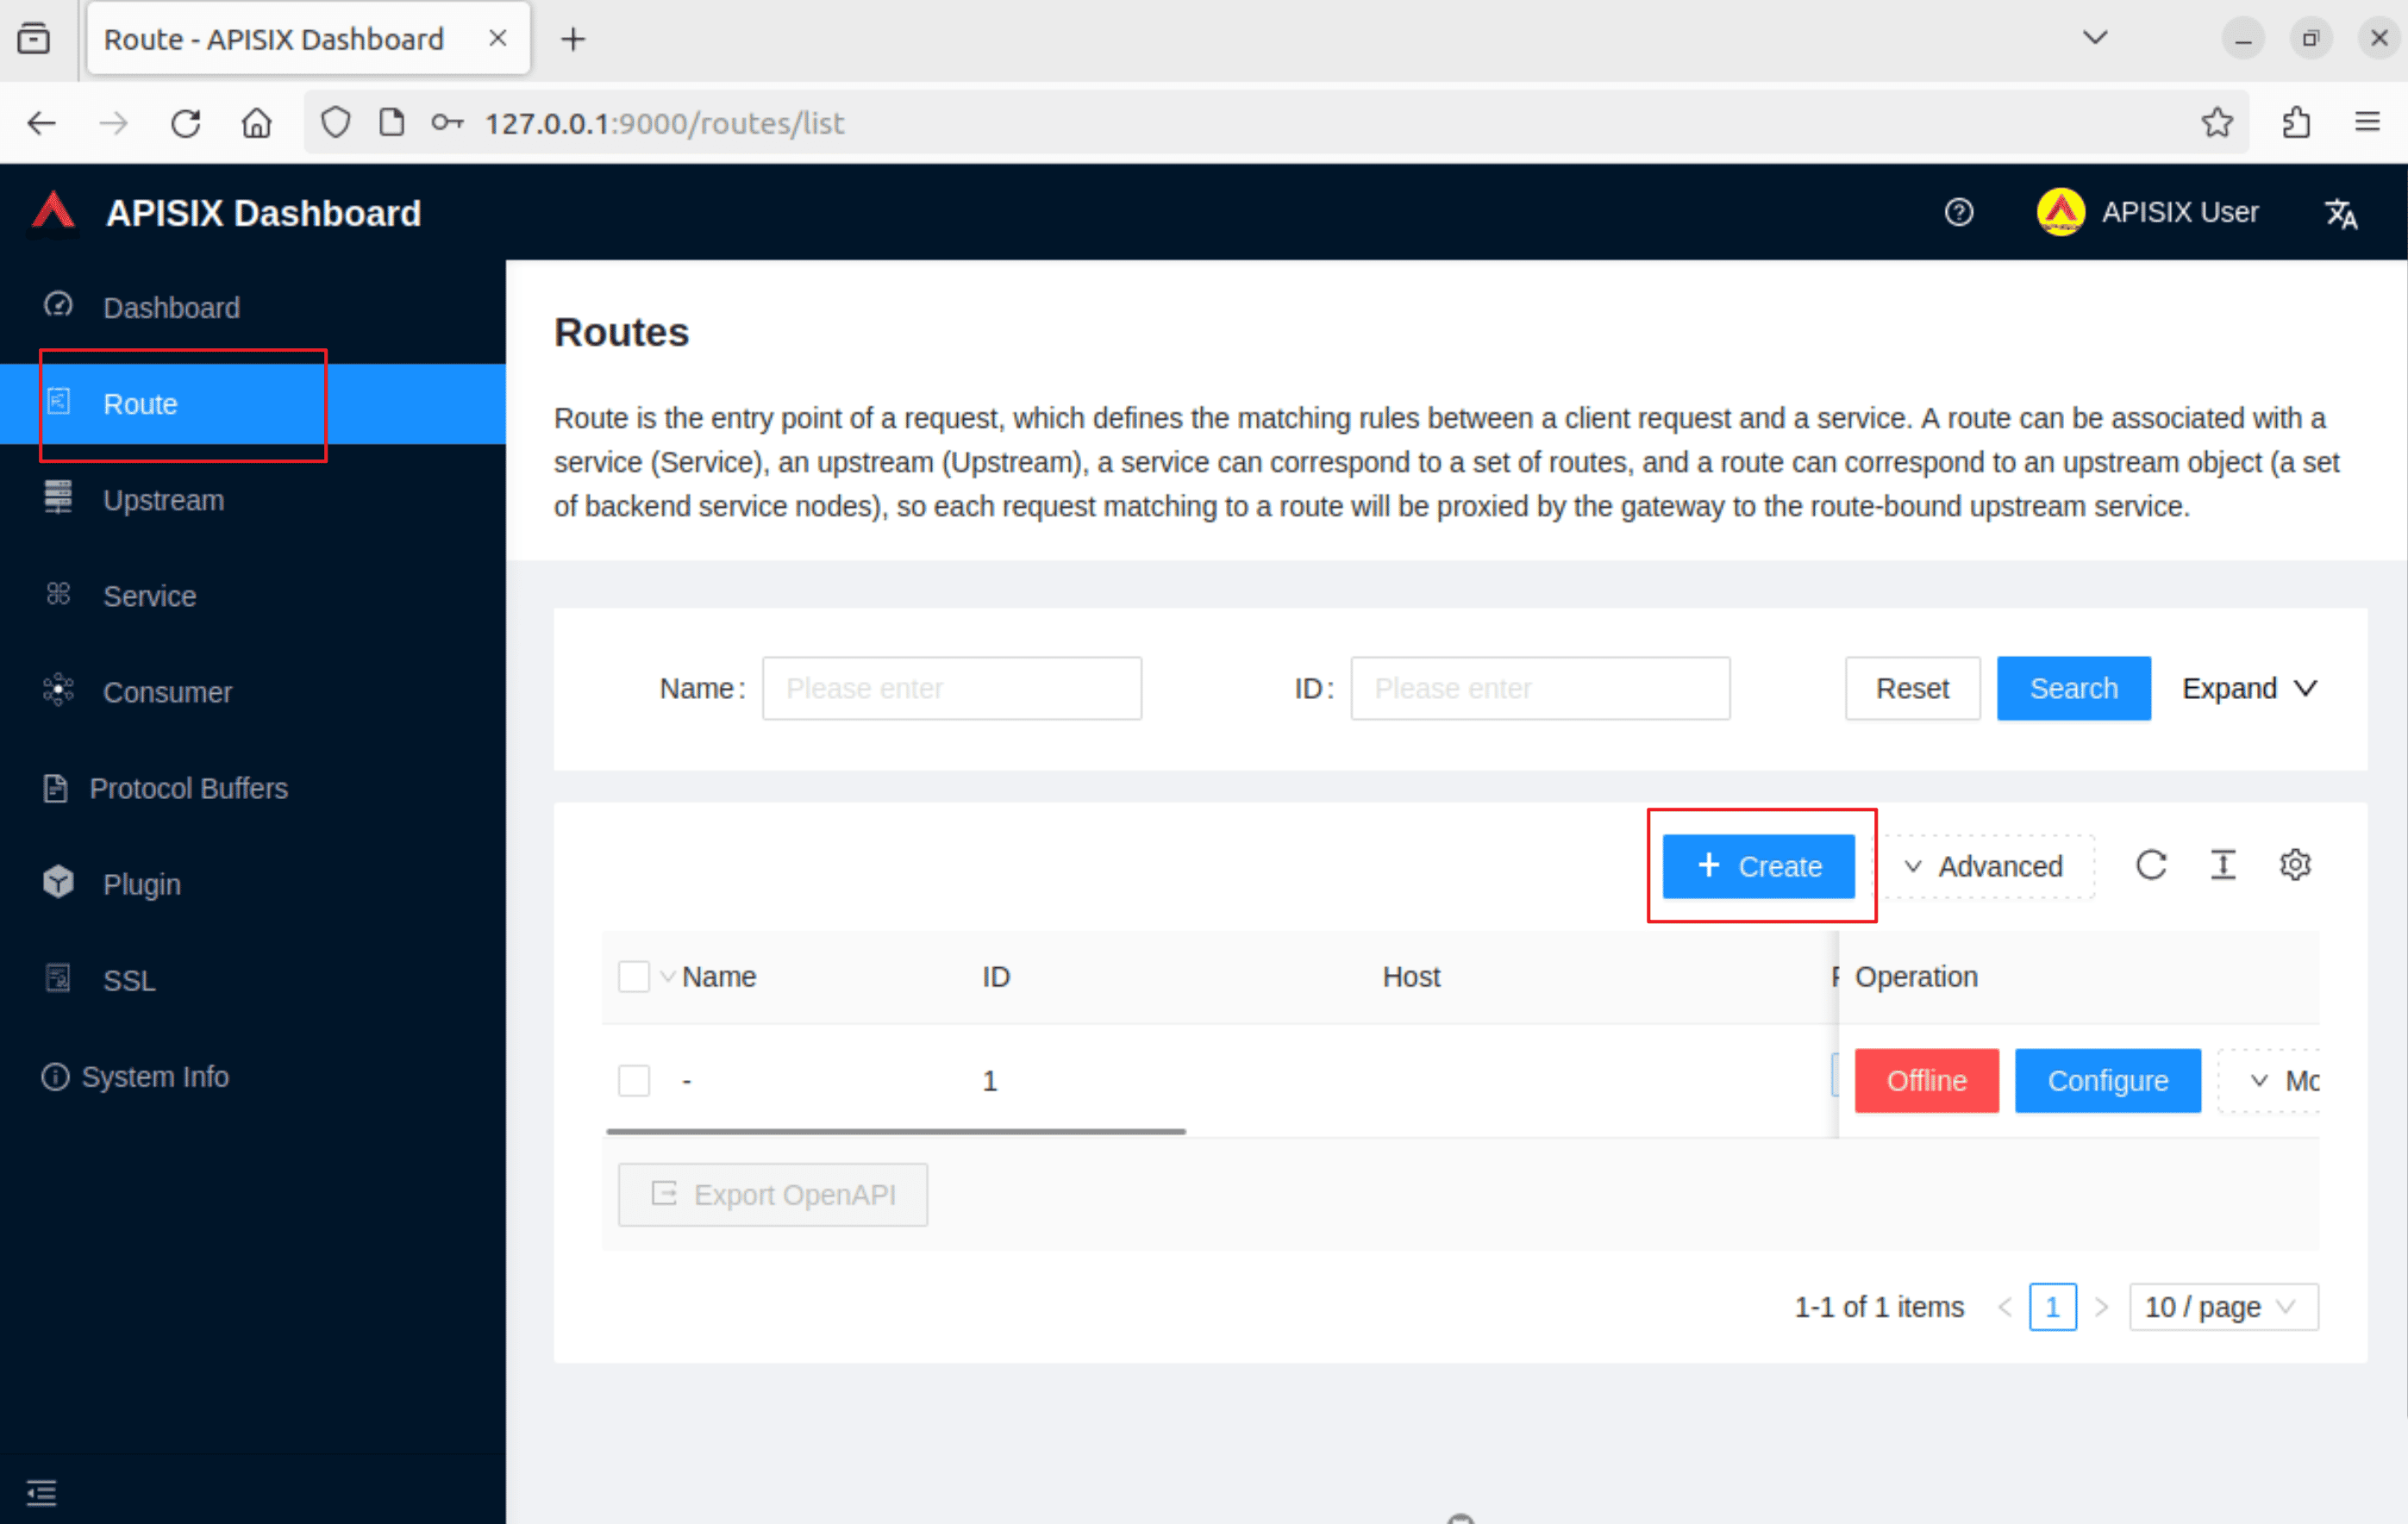 Route - APISIX Dashboard
127.0.0.1:9000/routes/list
APISIX Dashboard
APISIX User
Dashboard
Route
Upstream
Service
Consumer
Protocol Buffers
Plugin
SSL
System Info
Routes
Route is the entry point of a request, which defines the matching rules between a client request and a service. A route can be associated with a
service (Service), an upstream (Upstream), a service can correspond to a set of routes, and a route can correspond to an upstream object (a set
of backend service nodes), so each request matching to a route will be proxied by the gateway to the route-bound upstream service.
Name: Please enter ID: Please enter Reset Search Expand
+ Create Advanced
Name ID Host Operation
- 1 Offline Configure
Export OpenAPI
1-1 of 1 items < 1 > 10 / page